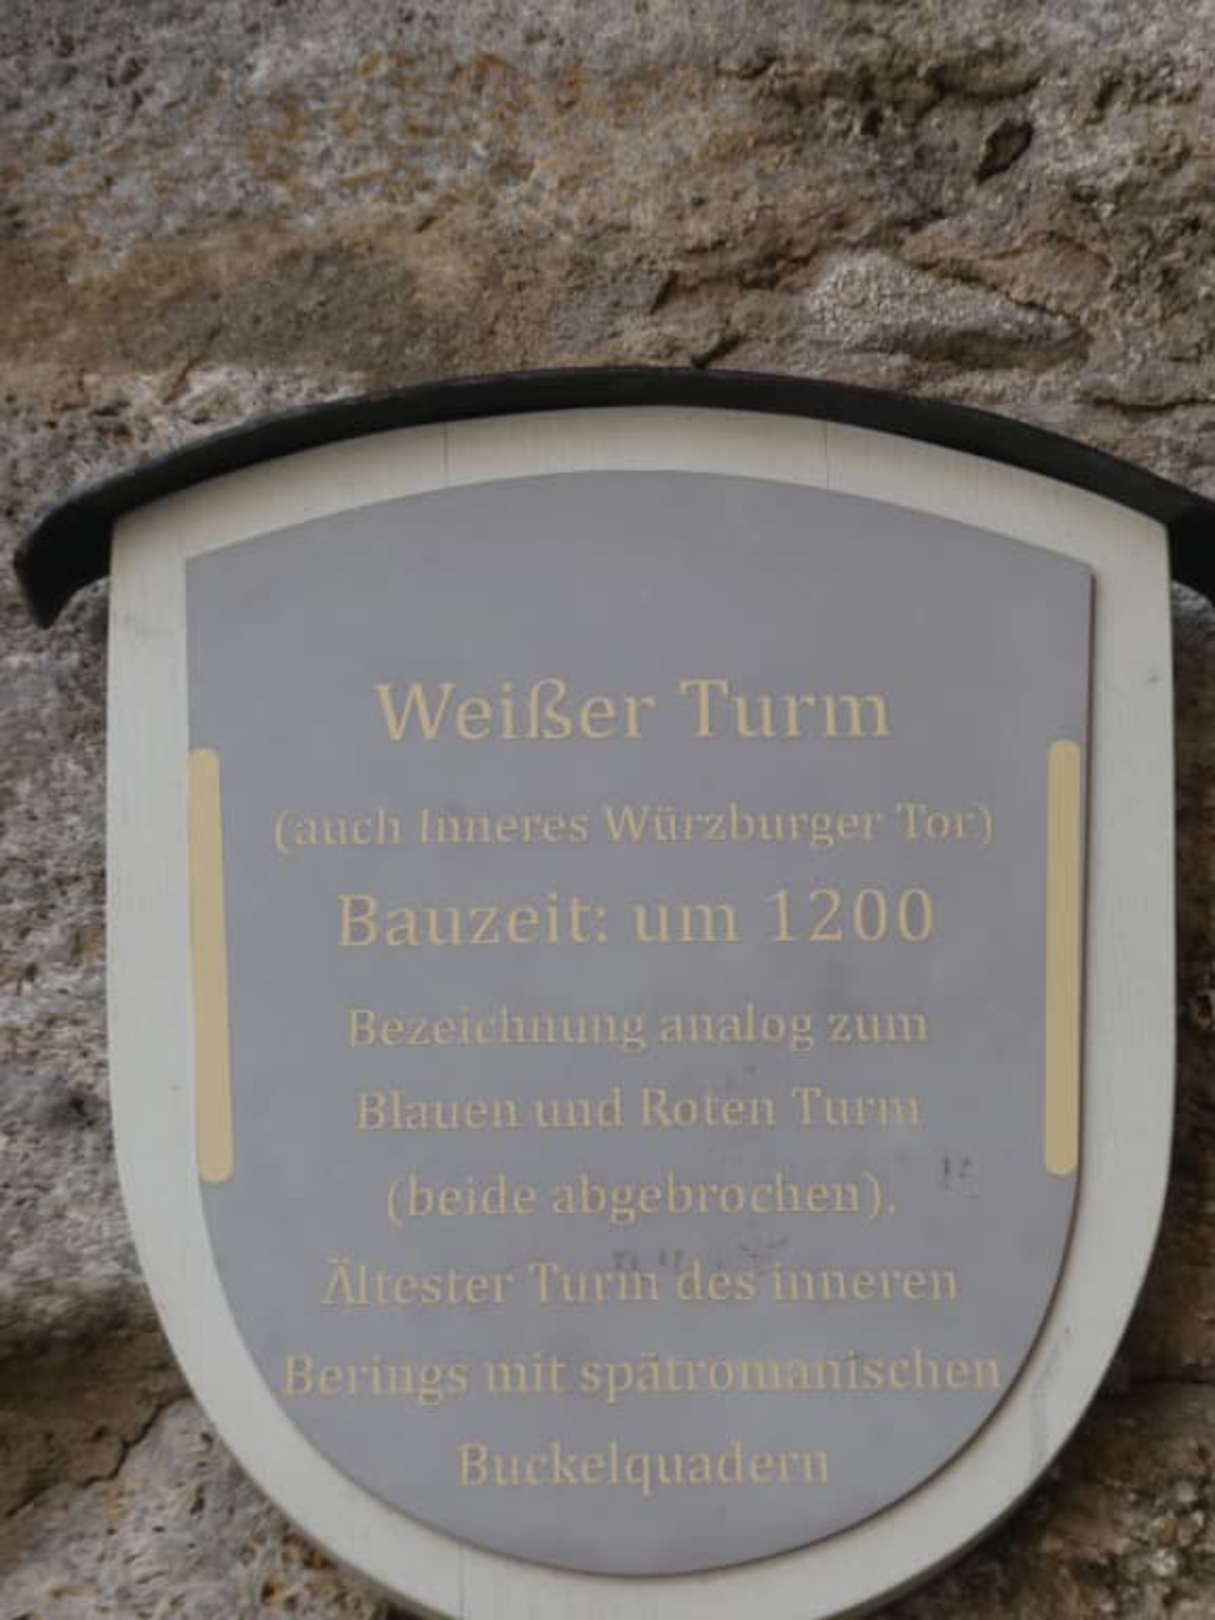 Weißer Turm
(auch Inneres Würzburger Tor)
Bauzeit: um 1200
Bezeichnung analog zum
Blauen und Roten Turm
(beide abgebrochen),
Ältester Turm des inneren
Berings mit spätromanischen
Buckelquadern